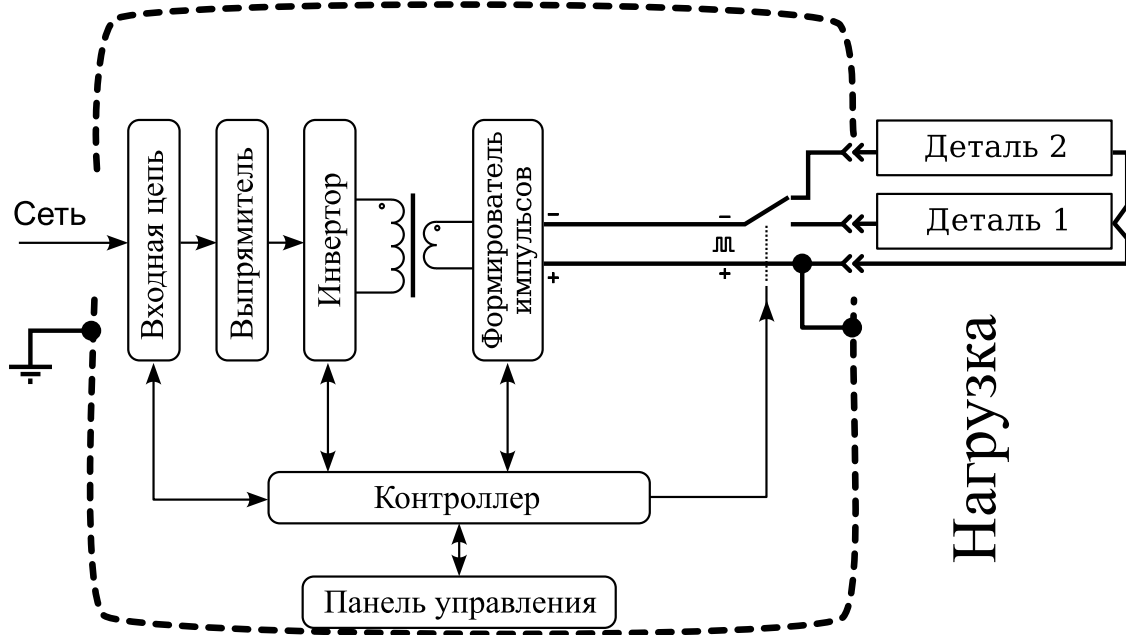 Сеть
Входная цепь
Выпрямитель
Инвертор
Формирователь
импульсов
−
+
−
+
Деталь 2
Деталь 1
Нагрузка
Контроллер
Панель управления